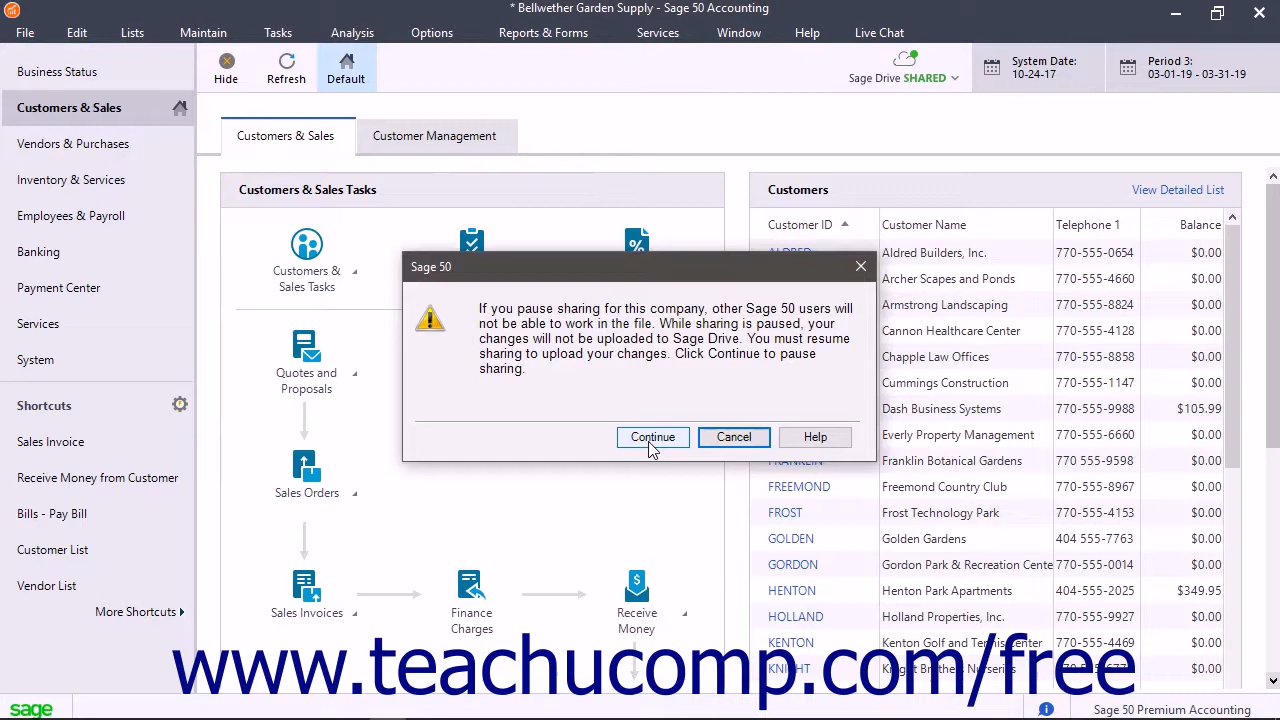 * Bellwether Garden Supply - Sage 50 Accounting
File Edit Lists Maintain Tasks Analysis Options Reports & Forms Services Window Help Live Chat
Business Status
Customers & Sales
Vendors & Purchases
Inventory & Services
Employees & Payroll
Banking
Payment Center
Services
System
Shortcuts
Sales Invoice
Receive Money from Customer
Bills - Pay Bill
Customer List
Vendor List
More Shortcuts
Hide Refresh Default
Sage Drive SHARED
System Date:
10-24-17
Period 3:
03-01-19 - 03-31-19
Customers & Sales Customer Management
Customers & Sales Tasks
Customers &
Sales Tasks
%
Quotes and
Proposals
Sales Orders
Sales Invoices
Finance
Charges
Receive
Money
Customers View Detailed List
Customer ID Customer Name Telephone 1 Balance
ALDRED Aldred Builders, Inc. 770-555-0654 $0.00
Archer Scapes and Ponds 770-555-4660 $0.00
Armstrong Landscaping 770-555-8824 $0.00
Cannon Healthcare Center 770-555-4128 $0.00
Chapple Law Offices 770-555-8858 $0.00
Cummings Construction 770-555-1147 $0.00
Dash Business Systems 770-555-9988 $105.99
Everly Property Management 770-555-6660 $0.00
FRANKLIN Franklin Botanical Gardens 770 555-9598 $0.00
FREEMOND Freemond Country Club 770-555-8967 $0.00
FROST Frost Technology Park 770-555-4153 $0.00
GOLDEN Golden Gardens 404 555-7763 $0.00
GORDON Gordon Park & Recreation Cente 770-555-0014 $0.00
HENTON Henton Park Apartments 404-555-2025 $349.95
HOLLAND Holland Properties, Inc. 770-555-9927 $0.00
KENTON Kenton Golf and Tennis Center 770-555-4469 $0.00
KNIGHT Knight Brothers Nurseries $0.00
Sage 50
If you pause sharing for this company, other Sage 50 users will
not be able to work in the file. While sharing is paused, your
changes will not be uploaded to Sage Drive. You must resume
sharing to upload your changes. Click Continue to pause
sharing.
Continue Cancel Help
www.teachucomp.com/free
sage
Sage 50 Premium Accounting